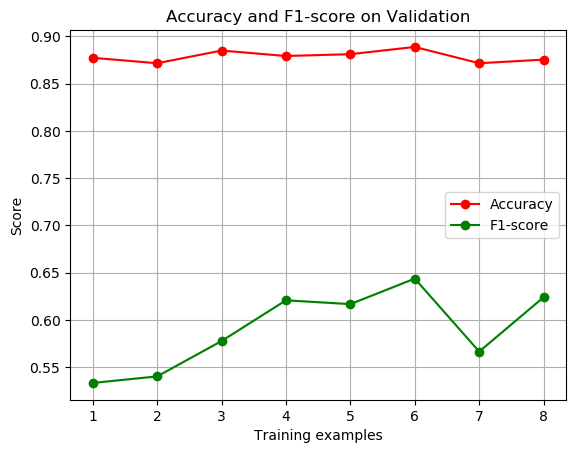 Accuracy and F1-score on Validation
0.90
0.85
0.80
0.75
0.70
0.65
0.60
0.55
Score
Accuracy
F1-score
1 2 3 4 5 6 7 8
Training examples